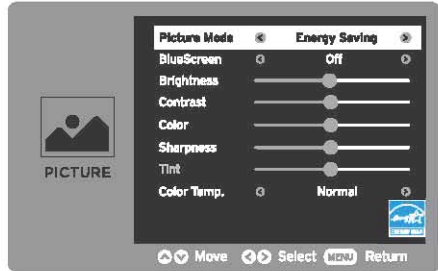 Picture Mode Energy Saving
BlueScreen Off
Brightness
Contrast
Color
Sharpness
Tint
Color Temp. Normal
PICTURE
Move Select MENU Return